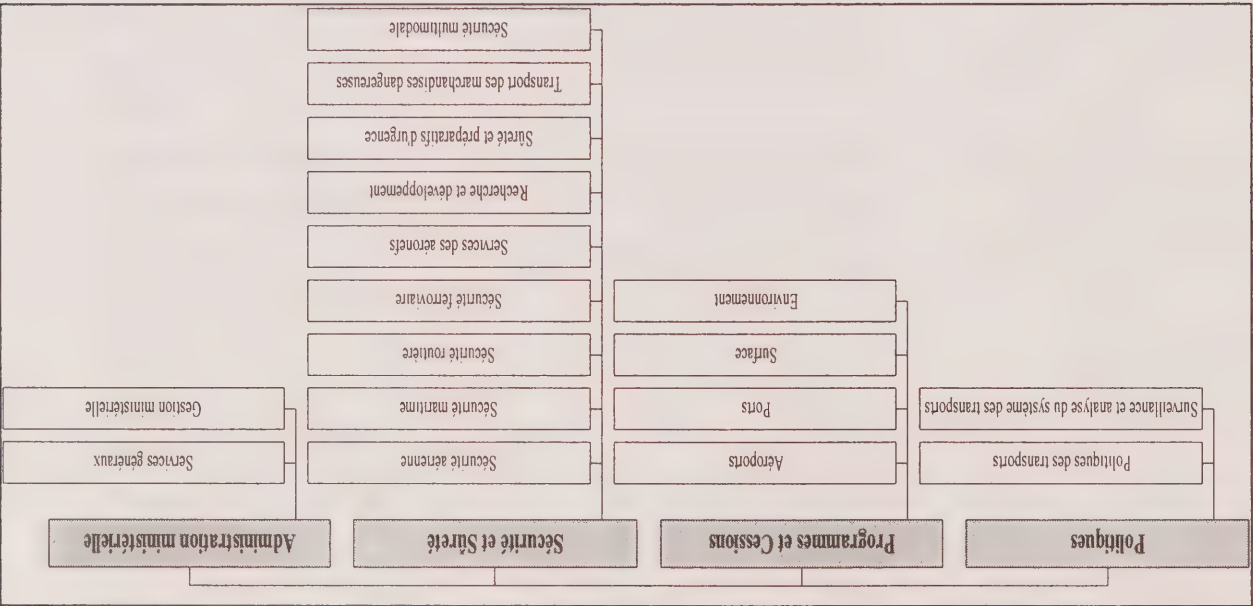 Politiques
Politiques des transports
Surveillance et analyse du système des transports
Programmes et Cessions
Aéroports
Ports
Surface
Environnement
Sécurité et Sûreté
Sécurité aérienne
Sécurité maritime
Sécurité routière
Sécurité ferroviaire
Services des aéronefs
Recherche et développement
Sûreté et préparatifs d'urgence
Transport des marchandises dangereuses
Sécurité multimodale
Administration ministérielle
Services généraux
Gestion ministérielle